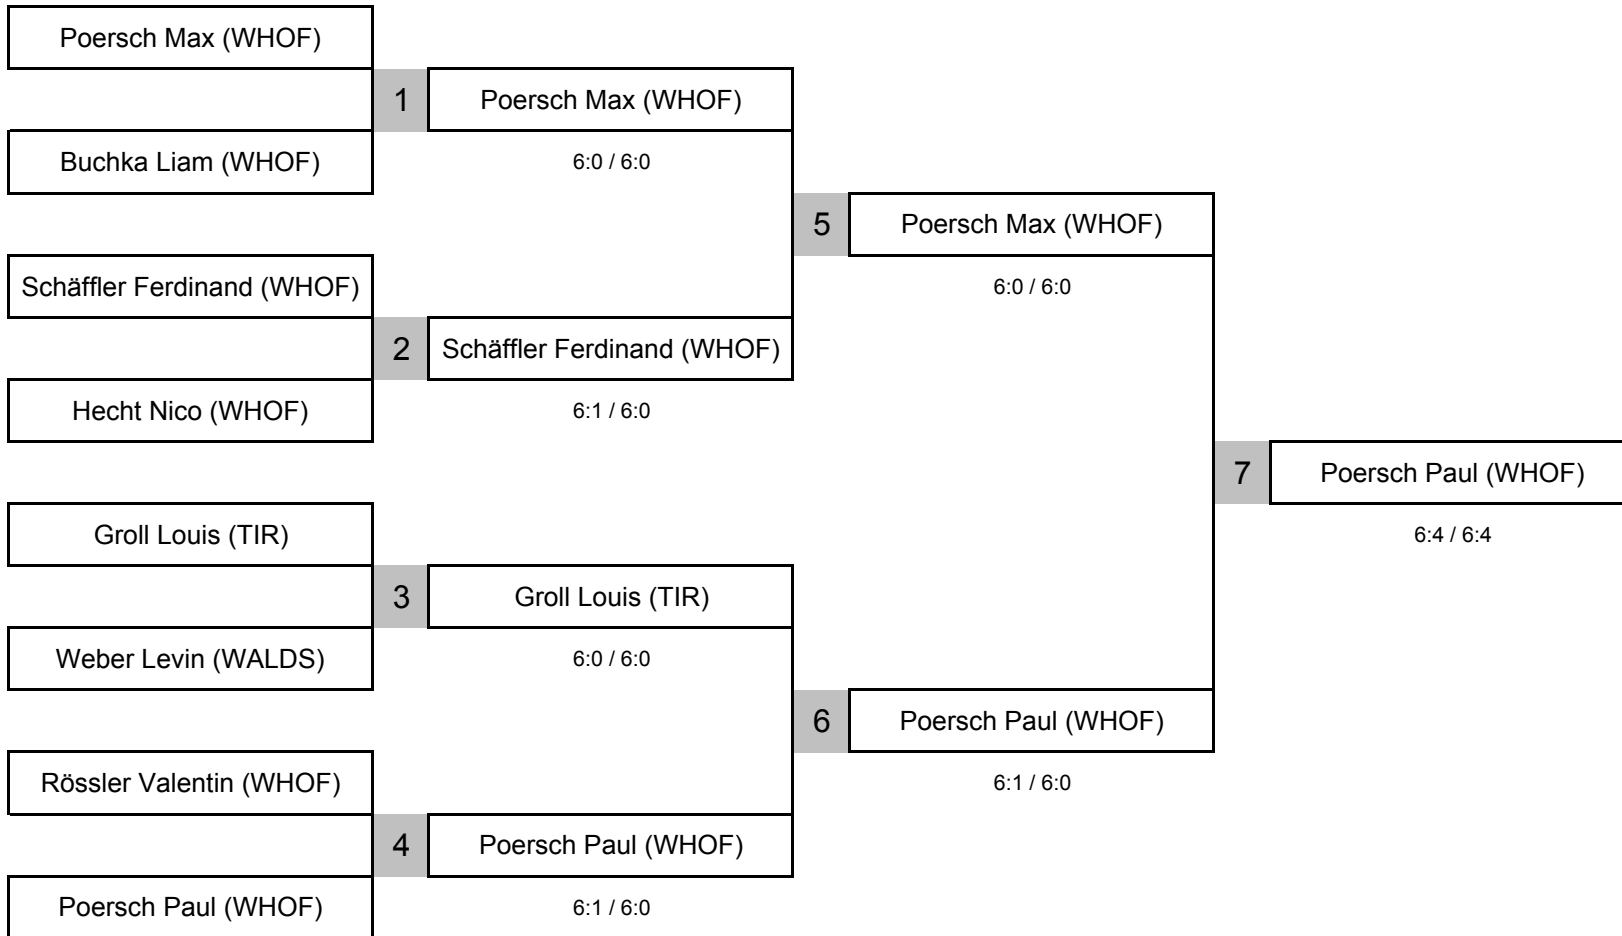 Poersch Max (WHOF)
1
Poersch Max (WHOF)
Buchka Liam (WHOF)
6:0 / 6:0
5
Poersch Max (WHOF)
Schäffler Ferdinand (WHOF)
6:0 / 6:0
2
Schäffler Ferdinand (WHOF)
Hecht Nico (WHOF)
6:1 / 6:0
7
Poersch Paul (WHOF)
Groll Louis (TIR)
6:4 / 6:4
3
Groll Louis (TIR)
Weber Levin (WALDS)
6:0 / 6:0
6
Poersch Paul (WHOF)
Rössler Valentin (WHOF)
6:1 / 6:0
4
Poersch Paul (WHOF)
Poersch Paul (WHOF)
6:1 / 6:0